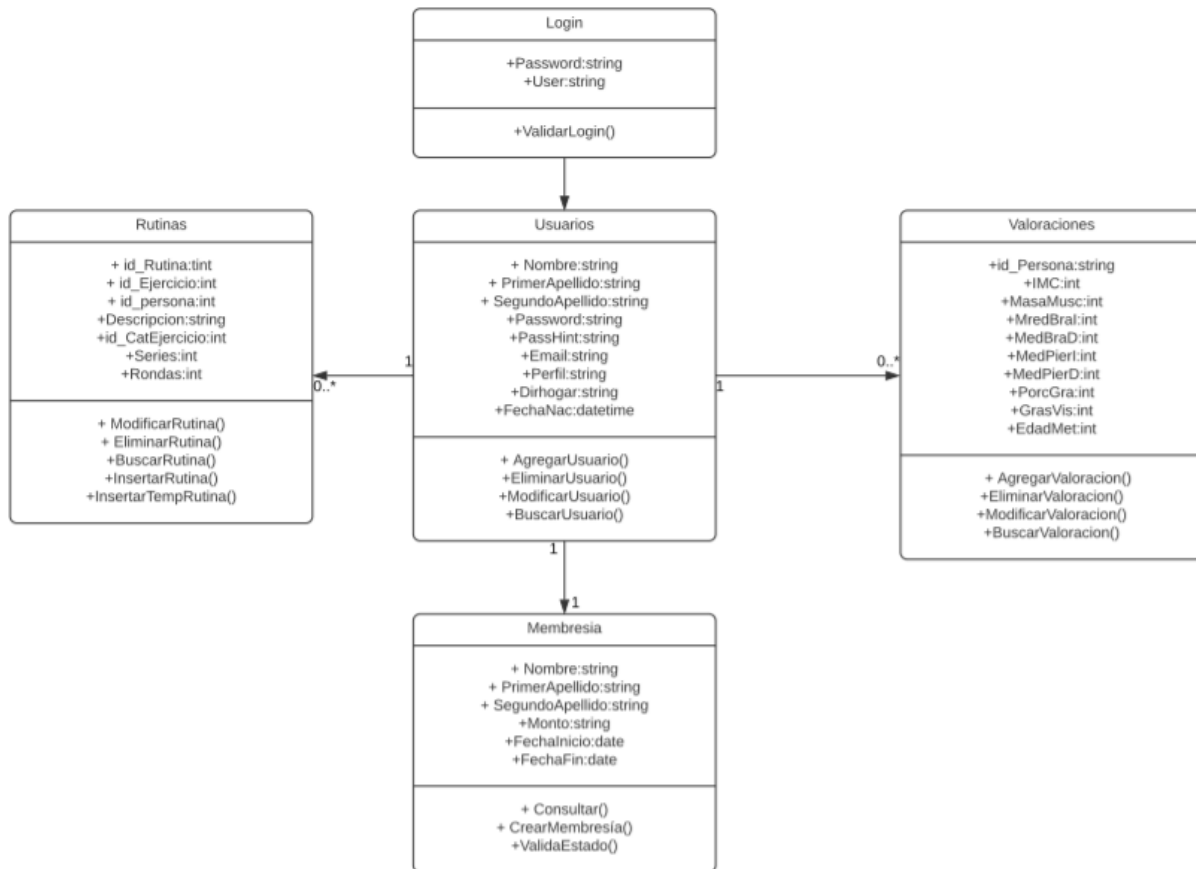 Login
+Password:string
+User:string
+ValidarLogin()
Rutinas
+ id_Rutina:tint
+ id_Ejercicio:int
+ id_persona:int
+Descripcion:string
+id_CatEjercicio:int
+Series:int
+Rondas:int
+ ModificarRutina()
+ EliminarRutina()
+BuscarRutina()
+InsertarRutina()
+InsertarTempRutina()
1
0..*
Usuarios
+ Nombre:string
+ PrimerApellido:string
+ SegundoApellido:string
+Password:string
+PassHint:string
+Email:string
+Perfil:string
+Dirhogar:string
+FechaNac:datetime
+ AgregarUsuario()
+EliminarUsuario()
+ModificarUsuario()
+BuscarUsuario()
1
0..*
Valoraciones
+id_Persona:string
+IMC:int
+MasaMusc:int
+MredBraI:int
+MedBraD:int
+MedPierI:int
+MedPierD:int
+PorcGra:int
+GrasVis:int
+EdadMet:int
+ AgregarValoracion()
+EliminarValoracion()
+ModificarValoracion()
+BuscarValoracion()
1
1
Membresia
+ Nombre:string
+ PrimerApellido:string
+ SegundoApellido:string
+Monto:string
+FechaInicio:date
+FechaFin:date
+ Consultar()
+ CrearMembresía()
+ValidaEstado()